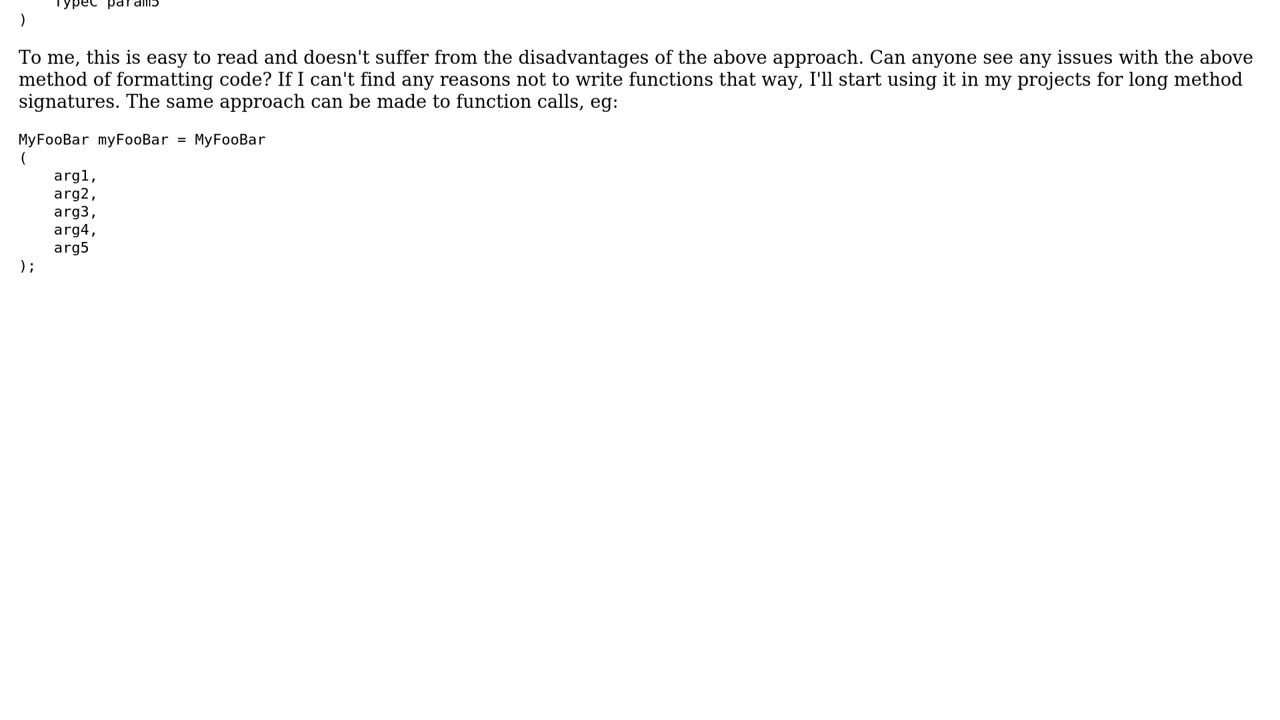 TypeC param5
)
To me, this is easy to read and doesn't suffer from the disadvantages of the above approach. Can anyone see any issues with the above
method of formatting code? If I can't find any reasons not to write functions that way, I'll start using it in my projects for long method
signatures. The same approach can be made to function calls, eg:
MyFooBar myFooBar = MyFooBar
(
    arg1,
    arg2,
    arg3,
    arg4,
    arg5
);